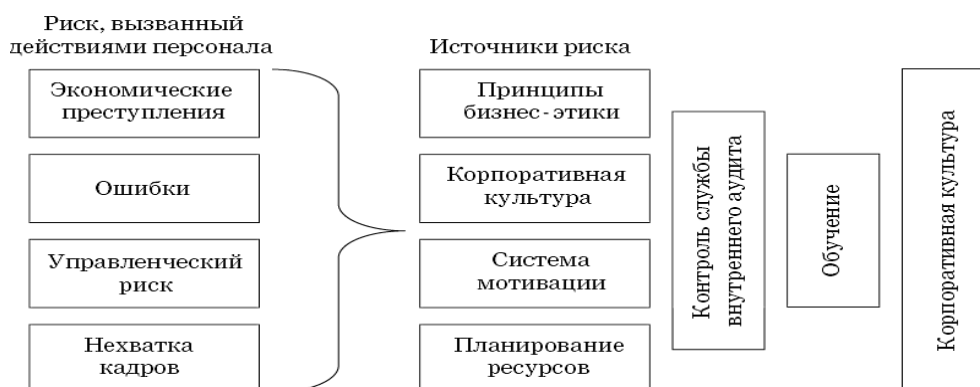 Риск, вызванный
действиями персонала
Экономические
преступления
Ошибки
Управленческий
риск
Нехватка
кадров
Источники риска
Принципы
бизнес-этики
Корпоративная
культура
Система
мотивации
Планирование
ресурсов
Контроль службы
внутреннего аудита
Обучение
Корпоративная культура